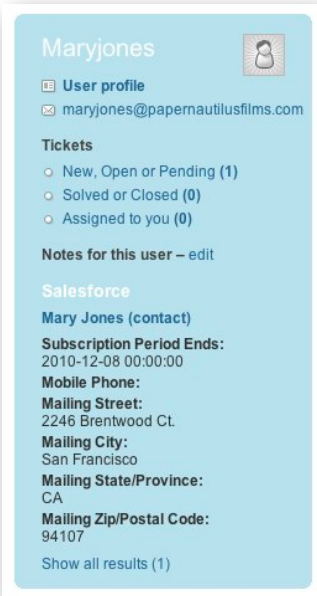 Maryjones
User profile
maryjones@papernautilusfilms.com
Tickets
New, Open or Pending (1)
Solved or Closed (0)
Assigned to you (0)
Notes for this user – edit
Salesforce
Mary Jones (contact)
Subscription Period Ends:
2010-12-08 00:00:00
Mobile Phone:
Mailing Street:
2246 Brentwood Ct.
Mailing City:
San Francisco
Mailing State/Province:
CA
Mailing Zip/Postal Code:
94107
Show all results (1)